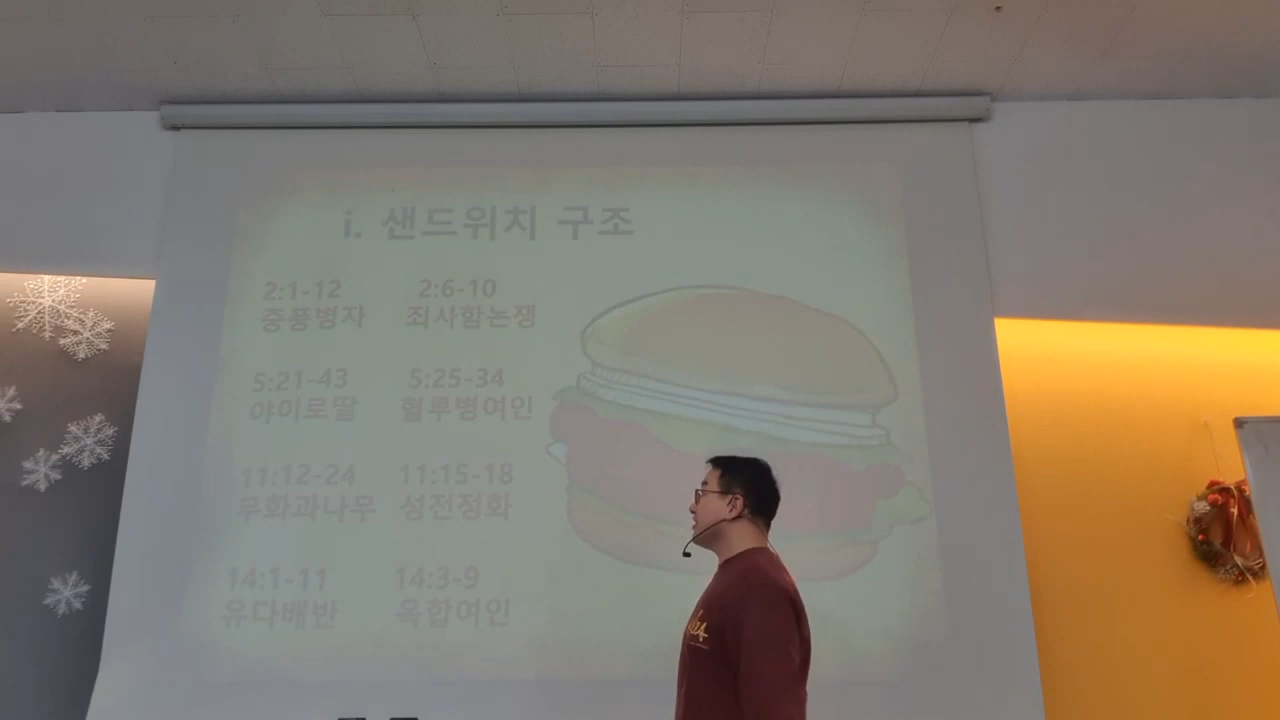 i. 샌드위치 구조
2:1-12 2:6-10
중풍병자 죄사함논쟁
5:21-43 5:25-34
야이로딸 혈루병여인
11:12-24 11:15-18
무화과나무 성전정화
14:1-11 14:3-9
유다배반 옥합여인